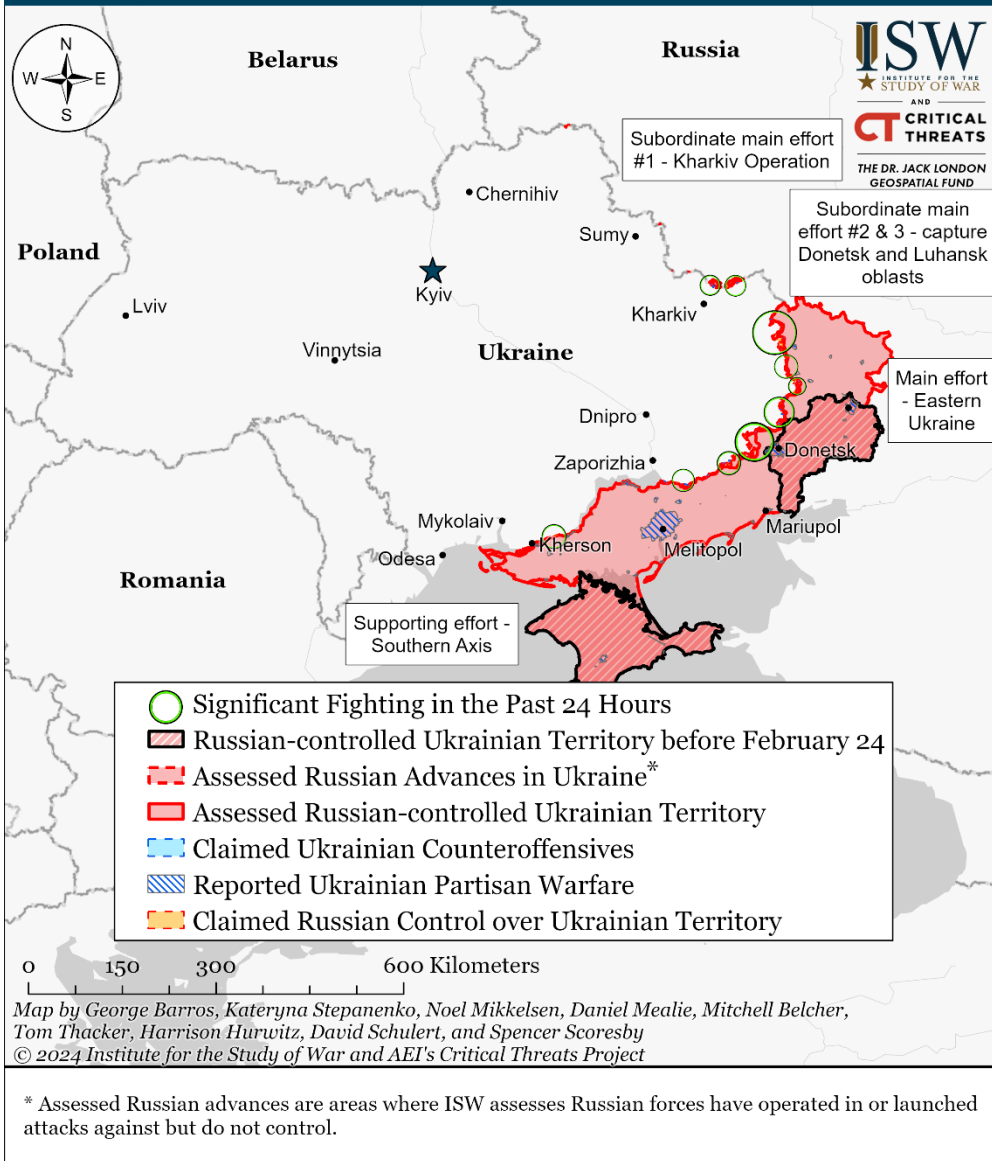 N
W
E
S
Belarus
Russia
ISW
INSTITUTE FOR THE
STUDY OF WAR
AND
CT CRITICAL
THREATS
THE DR. JACK LONDON
GEOSPATIAL FUND
Subordinate main effort
#1 - Kharkiv Operation
Subordinate main
effort #2 & 3 - capture
Donetsk and Luhansk
oblasts
Chernihiv
Sumy
Poland
Kyiv
Lviv
Kharkiv
Vinnytsia
Ukraine
Main effort
- Eastern
Ukraine
Dnipro
Donetsk
Zaporizhia
Mykolaiv
Mariupol
Kherson
Odesa
Melitopol
Romania
Supporting effort -
Southern Axis
Significant Fighting in the Past 24 Hours
Russian-controlled Ukrainian Territory before February 24
Assessed Russian Advances in Ukraine*
Assessed Russian-controlled Ukrainian Territory
Claimed Ukrainian Counteroffensives
Reported Ukrainian Partisan Warfare
Claimed Russian Control over Ukrainian Territory
0 150 300 600 Kilometers
Map by George Barros, Kateryna Stepanenko, Noel Mikkelsen, Daniel Mealie, Mitchell Belcher,
Tom Thacker, Harrison Hurwitz, David Schulert, and Spencer Scoresby
© 2024 Institute for the Study of War and AEI's Critical Threats Project
* Assessed Russian advances are areas where ISW assesses Russian forces have operated in or launched
attacks against but do not control.